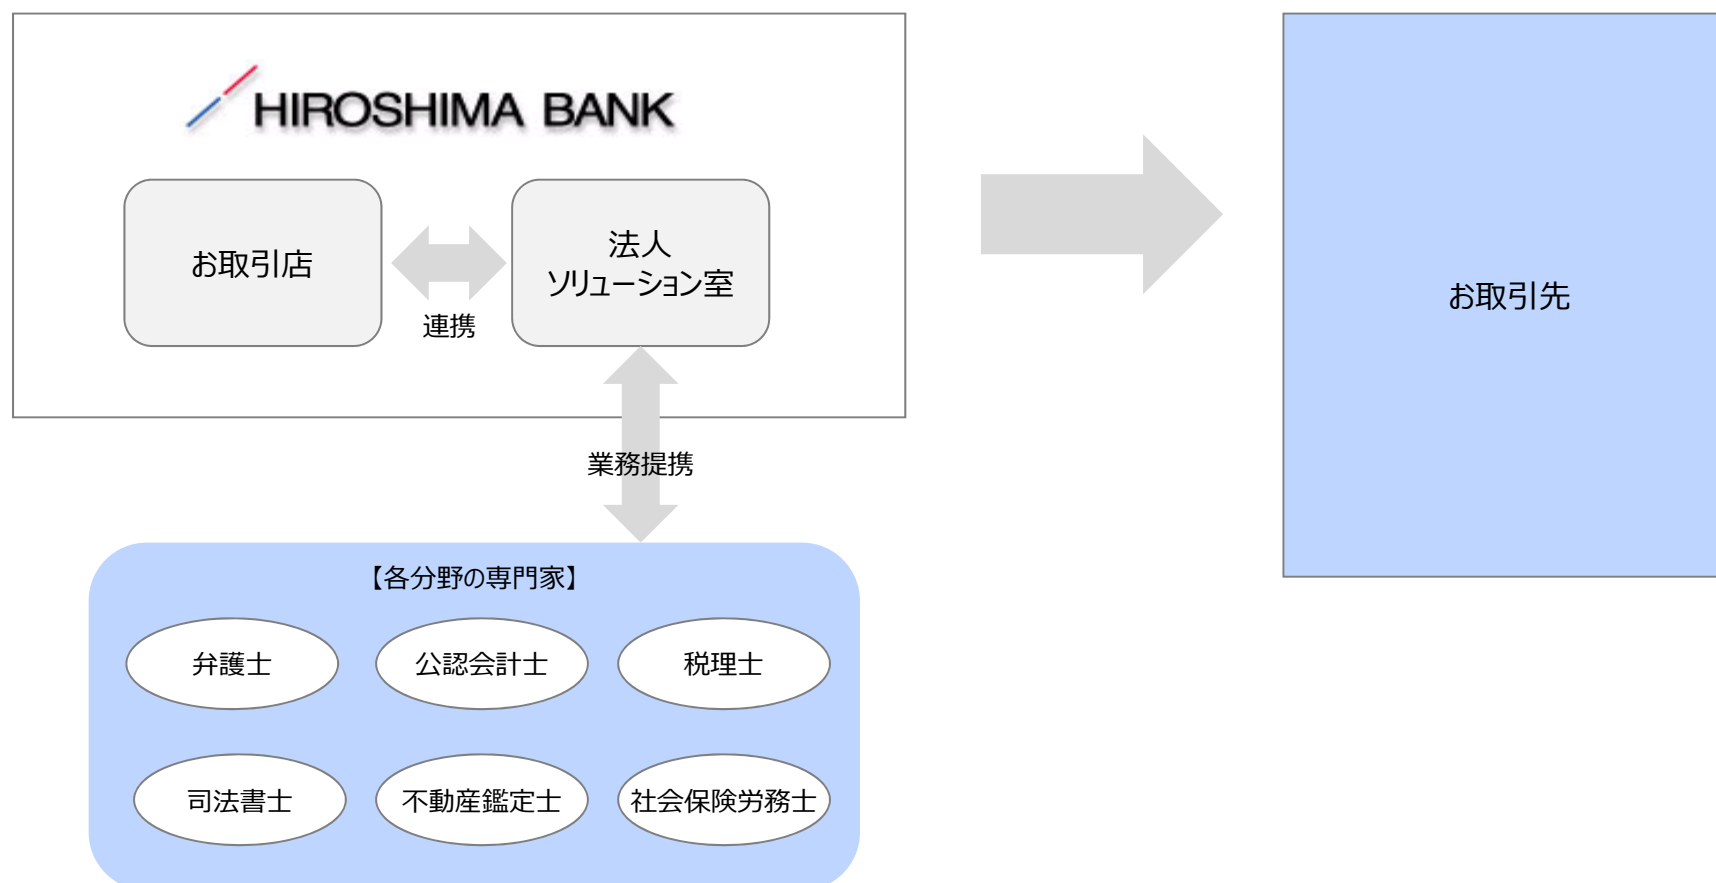 HIROSHIMA BANK
お取引店
法人
ソリューション室
連携
お取引先
業務提携
【各分野の専門家】
弁護士
公認会計士
税理士
司法書士
不動産鑑定士
社会保険労務士